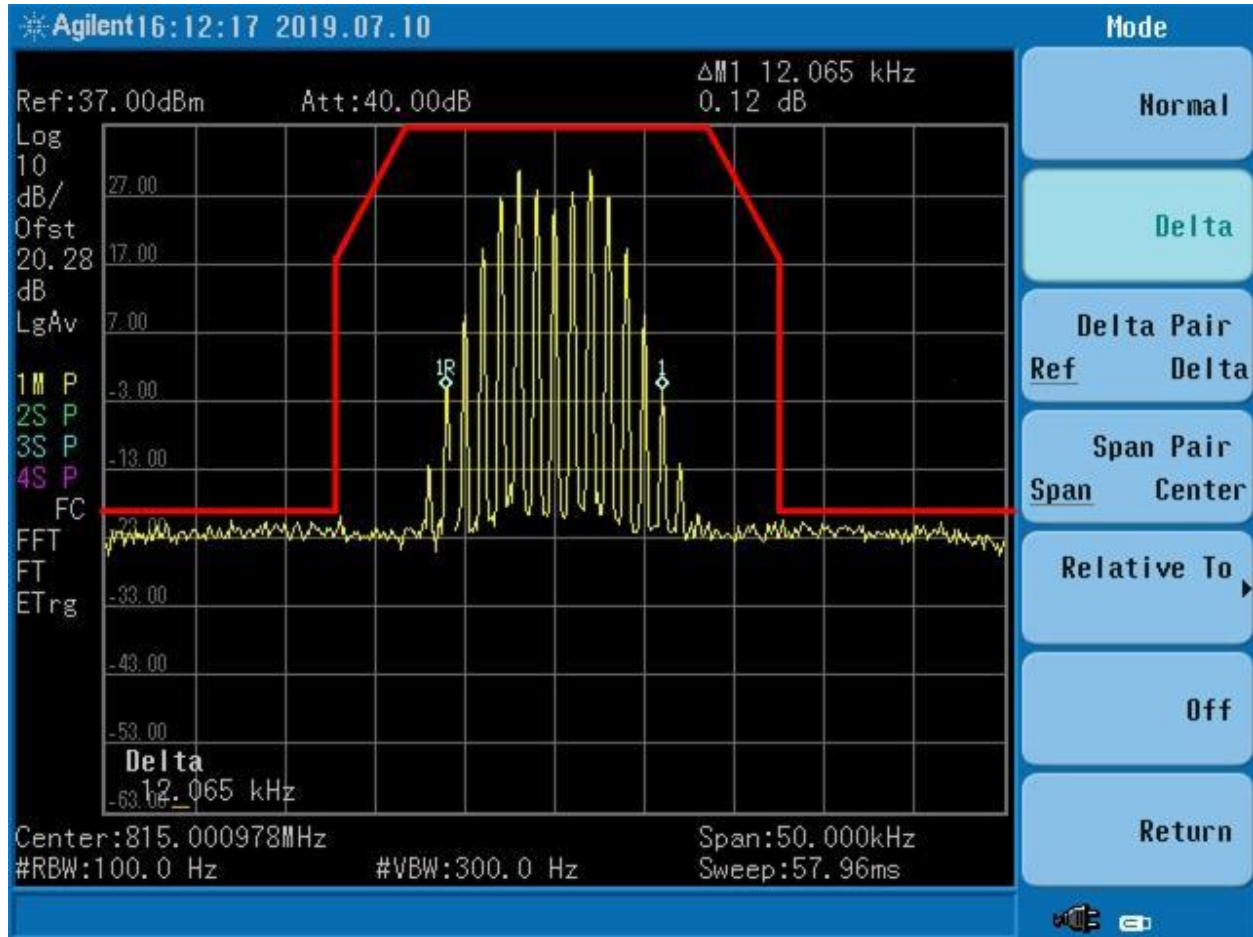 Agilent 16:12:17 2019.07.10
Mode
ΔM1 12.065 kHz
Ref:37.00dBm Att:40.00dB 0.12 dB
Log
10
dB/
Ofst
20.28
dB
LgAv
1M P
2S P
3S P
4S P
FC
FFT
FT
ETrg
27.00
17.00
7.00
-3.00
-13.00
-23.00
-33.00
-43.00
-53.00
-63.00
1R
1
Delta
12.065 kHz
Center:815.000978MHz Span:50.000kHz
#RBW:100.0 Hz #VBW:300.0 Hz Sweep:57.96ms
Normal
Delta
Delta Pair
Ref Delta
Span Pair
Span Center
Relative To
Off
Return